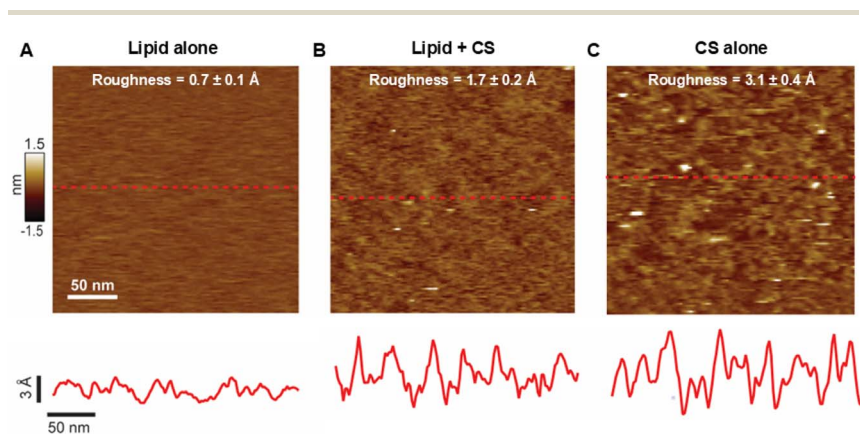 A Lipid alone
Roughness = 0.7 ± 0.1 Å
B Lipid + CS
Roughness = 1.7 ± 0.2 Å
C CS alone
Roughness = 3.1 ± 0.4 Å
1.5
nm
-1.5
50 nm
3 Å
50 nm